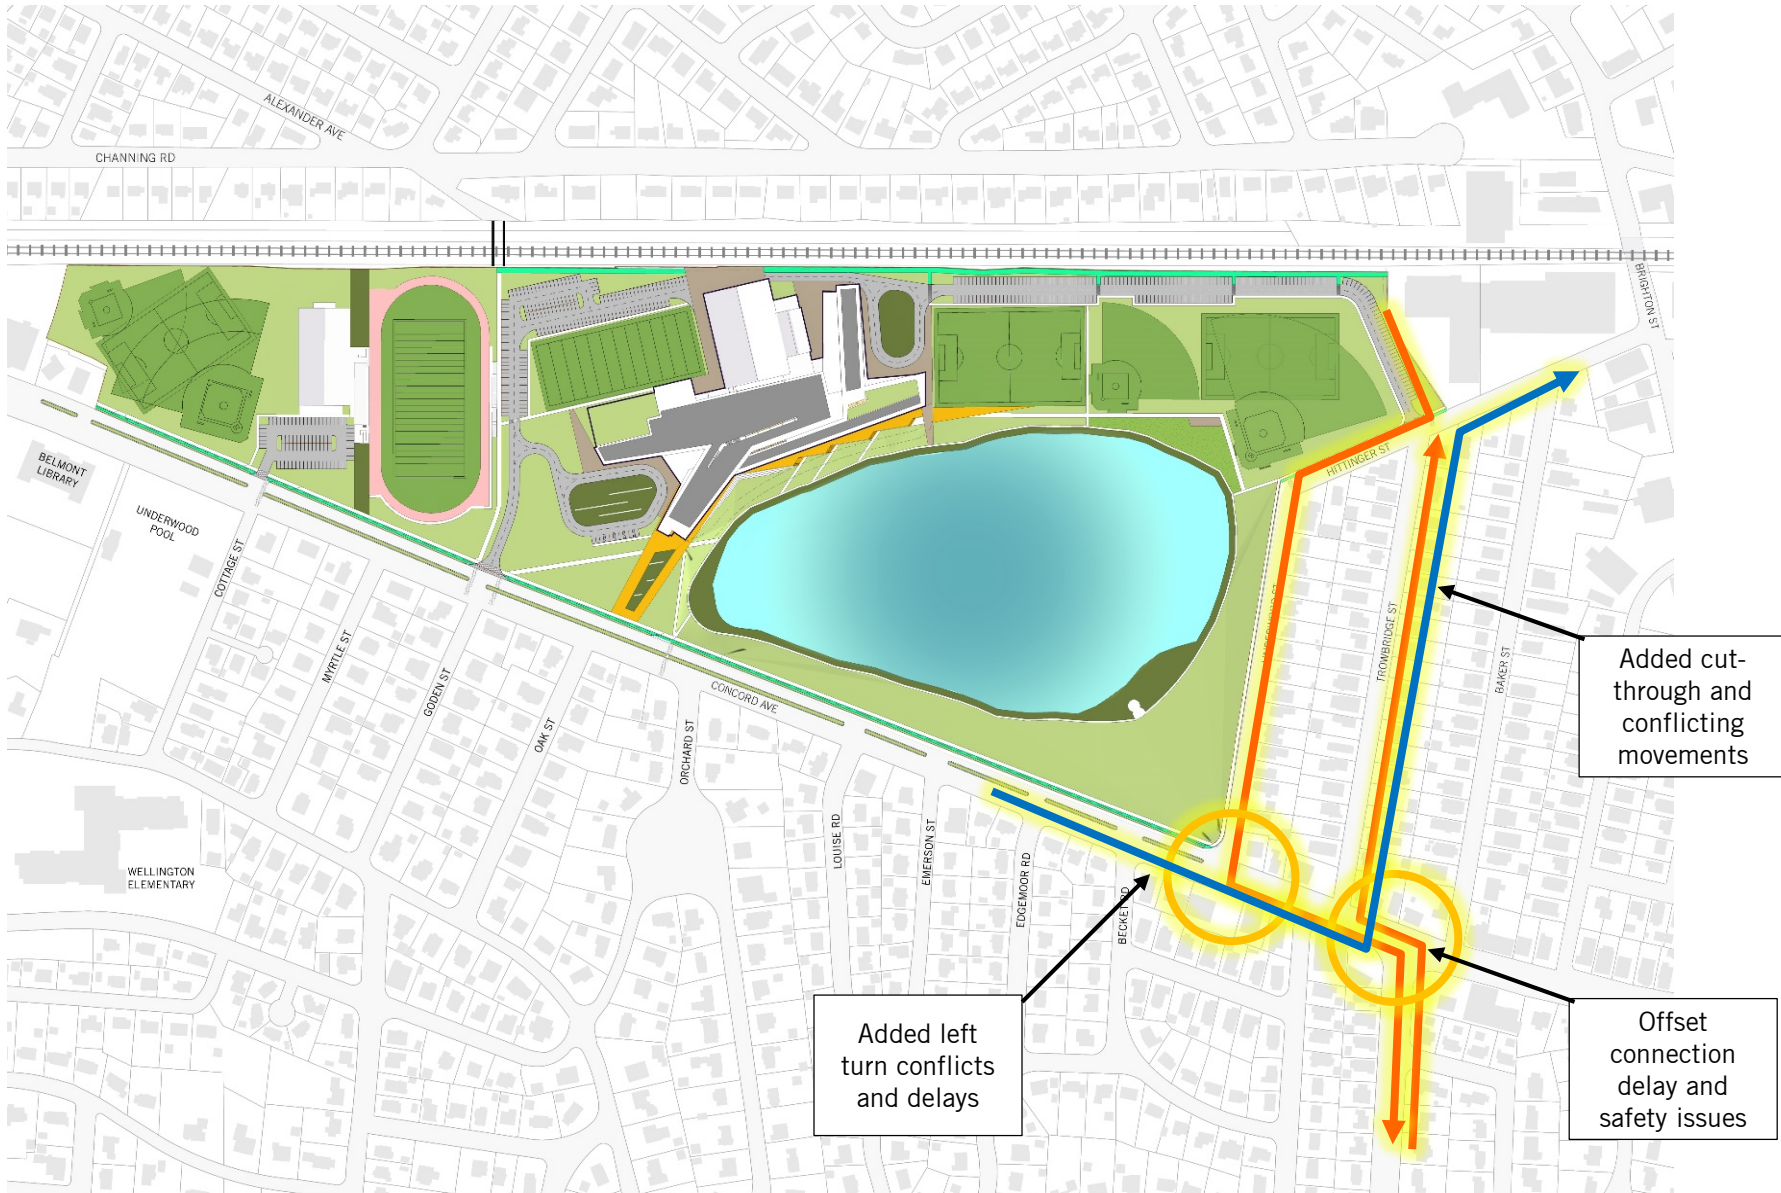 ALEXANDER AVE
CHANNING RD
BRIGHTON ST
BELMONT
LIBRARY
UNDERWOOD
POOL
COTTAGE ST
MYRTLE ST
GODEN ST
OAK ST
ORCHARD ST
CONCORD AVE
LOUISE RD
EMERSON ST
EDGEMOOR RD
BECKET RD
HITTINGER ST
TROWBRIDGE ST
BAKER ST
WELLINGTON
ELEMENTARY
Added cut-
through and
conflicting
movements
Added left
turn conflicts
and delays
Offset
connection
delay and
safety issues